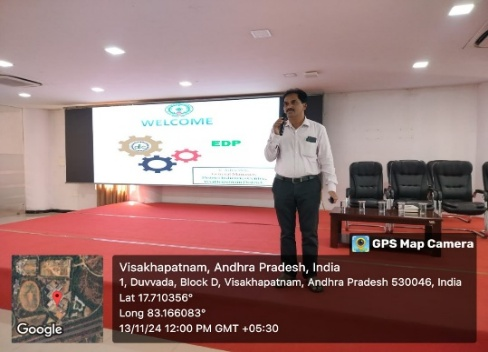 WELCOME
EDP
GPS Map Camera
Visakhapatnam, Andhra Pradesh, India
1, Duvvada, Block D, Visakhapatnam, Andhra Pradesh 530046, India
Lat 17.710356°
Long 83.166083°
13/11/24 12:00 PM GMT +05:30
Google